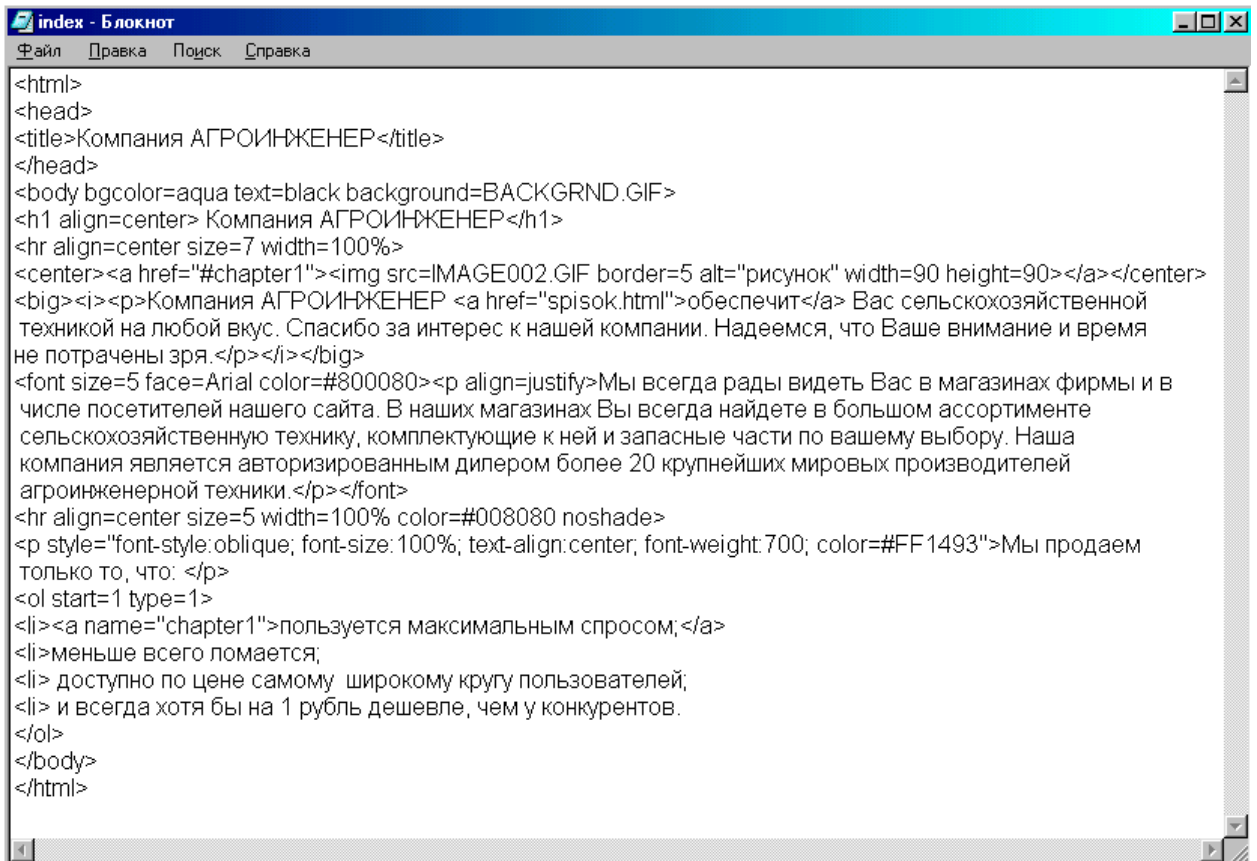 index - Блокнот
Файл Правка Поиск Справка
<html>
<head>
<title>Компания АГРОИНЖЕНЕР</title>
</head>
<body bgcolor=aqua text=black background=BACKGRND.GIF>
<h1 align=center> Компания АГРОИНЖЕНЕР</h1>
<hr align=center size=7 width=100%>
<center><a href="#chapter1"><img src=IMAGE002.GIF border=5 alt="рисунок" width=90 height=90></a></center>
<big><i><p>Компания АГРОИНЖЕНЕР <a href="spisok.html">обеспечит</a> Вас сельскохозяйственной
техникой на любой вкус. Спасибо за интерес к нашей компании. Надеемся, что Ваше внимание и время
не потрачены зря.</p></i></big>
<font size=5 face=Arial color=#800080><p align=justify>Мы всегда рады видеть Вас в магазинах фирмы и в
числе посетителей нашего сайта. В наших магазинах Вы всегда найдете в большом ассортименте
сельскохозяйственную технику, комплектующие к ней и запасные части по вашему выбору. Наша
компания является авторизированным дилером более 20 крупнейших мировых производителей
агроинженерной техники.</p></font>
<hr align=center size=5 width=100% color=#008080 noshade>
<p style="font-style:oblique; font-size:100%; text-align:center; font-weight:700; color=#FF1493">Мы продаем
только то, что: </p>
<ol start=1 type=1>
<li><a name="chapter1">пользуется максимальным спросом;</a>
<li>меньше всего ломается;
<li> доступно по цене самому  широкому кругу пользователей;
<li> и всегда хотя бы на 1 рубль дешевле, чем у конкурентов.
</ol>
</body>
</html>